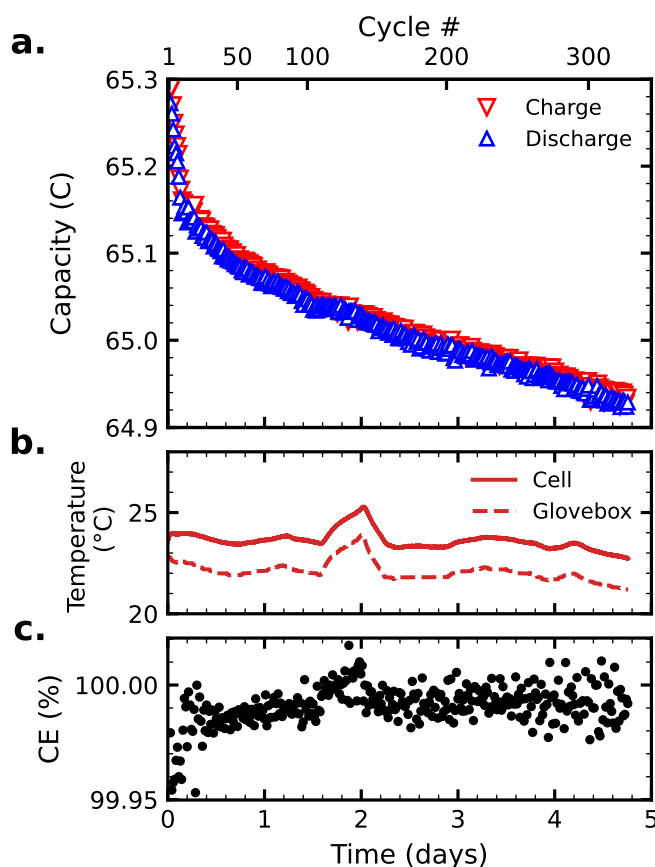 Cycle #
a.
1 50 100 200 300
65.3
65.2
65.1
65.0
64.9
Capacity (C)
Charge
Discharge
b.
25
20
Temperature
(°C)
Cell
Glovebox
c.
100.00
99.95
CE (%)
0 1 2 3 4 5
Time (days)